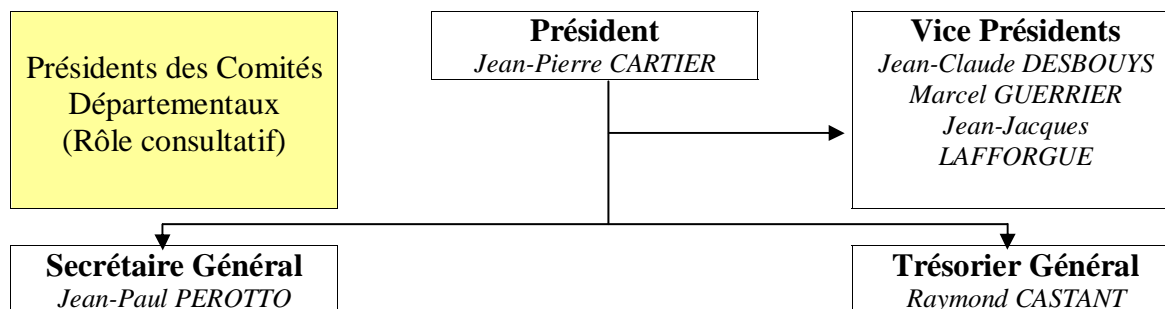 Présidents des Comités
Départementaux
(Rôle consultatif)
Président
Jean-Pierre CARTIER
Vice Présidents
Jean-Claude DESBOUYS
Marcel GUERRIER
Jean-Jacques
LAFFORGUE
Secrétaire Général
Jean-Paul PEROTTO
Trésorier Général
Raymond CASTANT